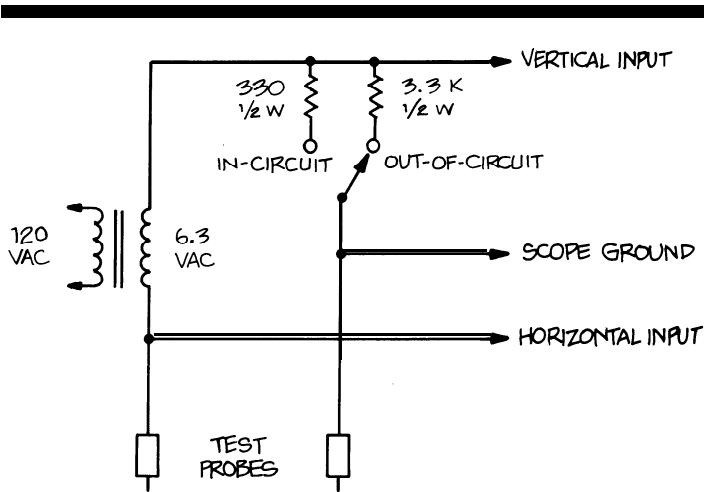 VERTICAL INPUT
330
1/2 W
3.3 K
1/2 W
IN-CIRCUIT
OUT-OF-CIRCUIT
120
VAC
6.3
VAC
SCOPE GROUND
HORIZONTAL INPUT
TEST
PROBES